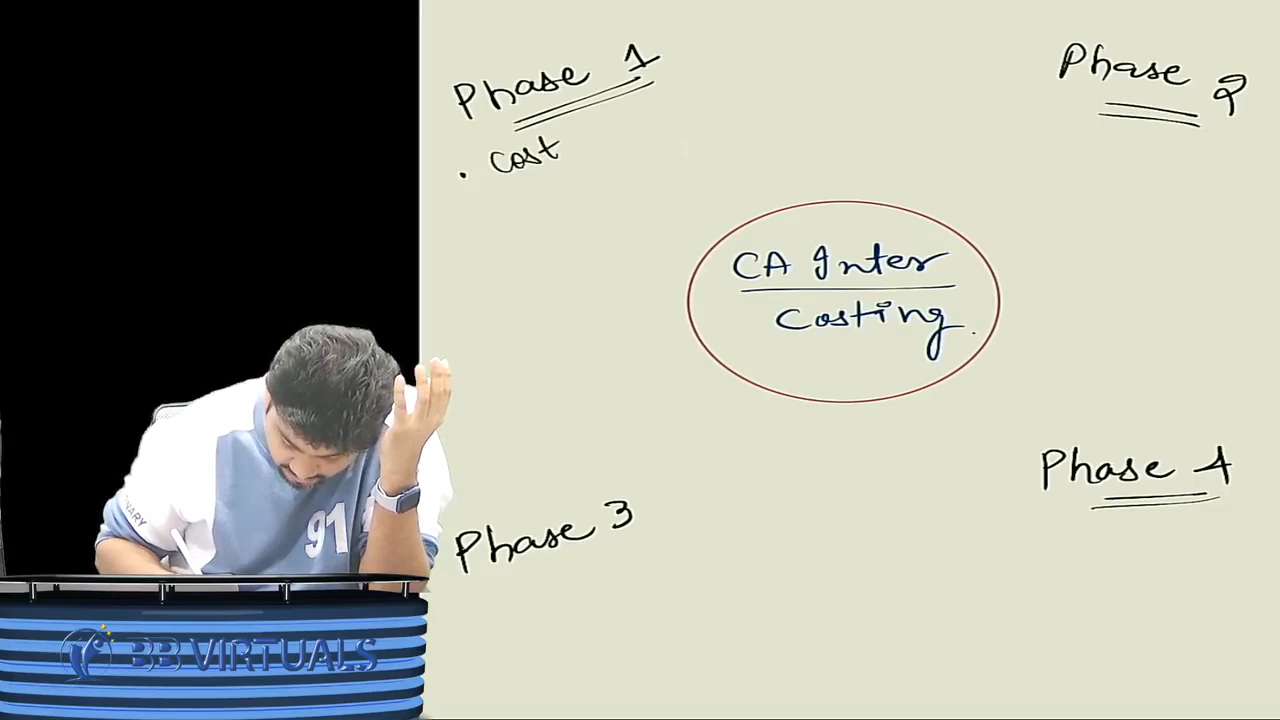 Phase 1
. Cost
Phase 2
CA Inter
Costing.
Phase 3
Phase 4
91
BB VIRTUALS